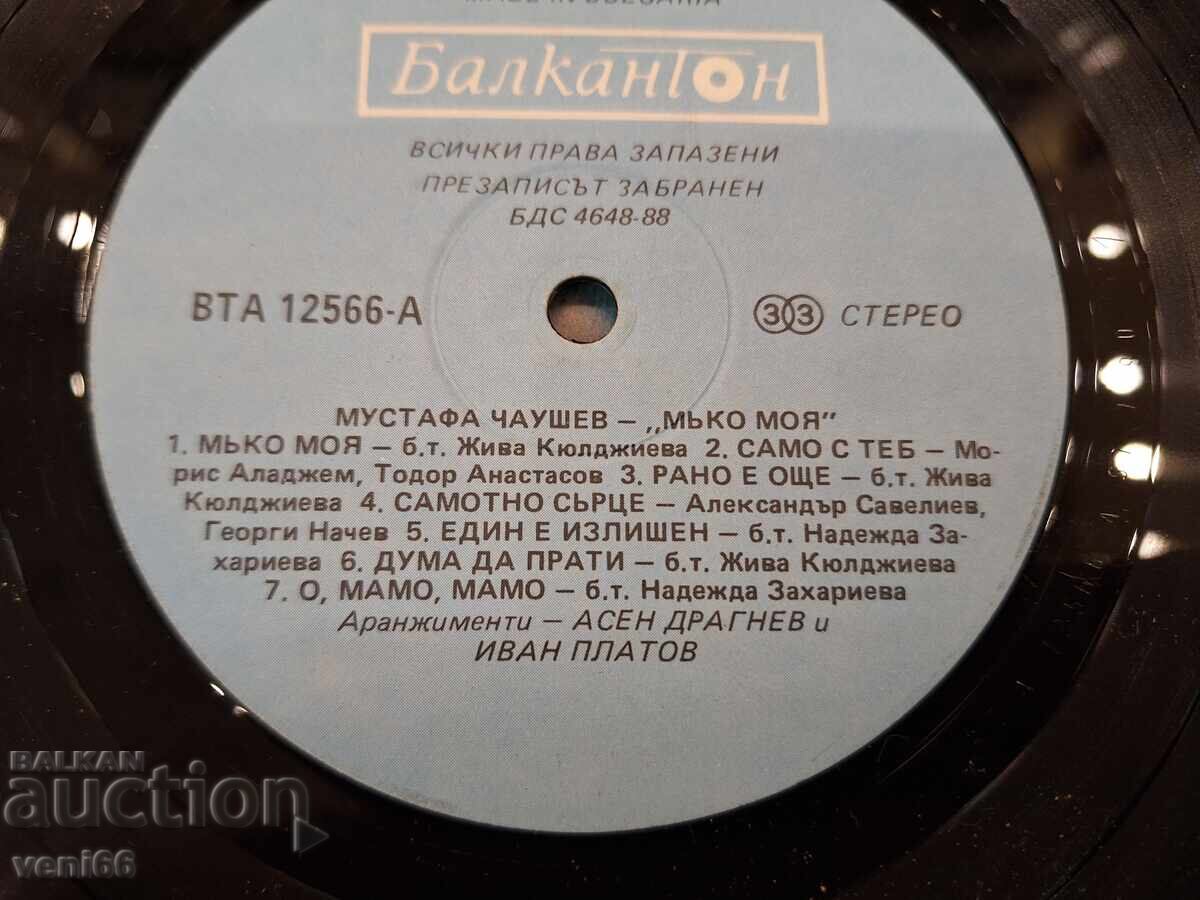 Балкантон
ВСИЧКИ ПРАВА ЗАПАЗЕНИ
ПРЕЗАПИСЪТ ЗАБРАНЕН
БДС 4648-88
ВТА 12566-А
33 СТЕРЕО
МУСТАФА ЧАУШЕВ – „МЪКО МОЯ"
1. МЪКО МОЯ – б.т. Жива Кюлджиева 2. САМО С ТЕБ – Мо-
рис Аладжем, Тодор Анастасов 3. РАНО Е ОЩЕ – б.т. Жива
Кюлджиева 4. САМОТНО СЪРЦЕ – Александър Савелиев,
Георги Начев 5. ЕДИН Е ИЗЛИШЕН – б.т. Надежда За-
хариева 6. ДУМА ДА ПРАТИ – б.т. Жива Кюлджиева
7. О, МАМО, МАМО – б.т. Надежда Захариева
Аранжименти – АСЕН ДРАГНЕВ и
ИВАН ПЛАТОВ
BALKAN
auction
veni66